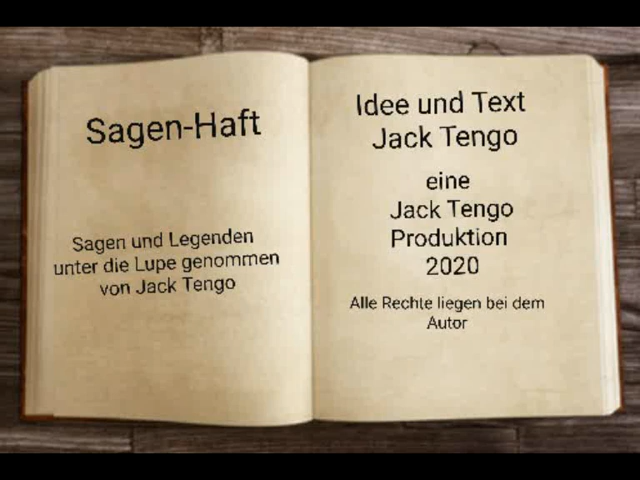 Sagen-Haft
Sagen und Legenden
unter die Lupe genommen
von Jack Tengo
Idee und Text
Jack Tengo
eine
Jack Tengo
Produktion
2020
Alle Rechte liegen bei dem
Autor